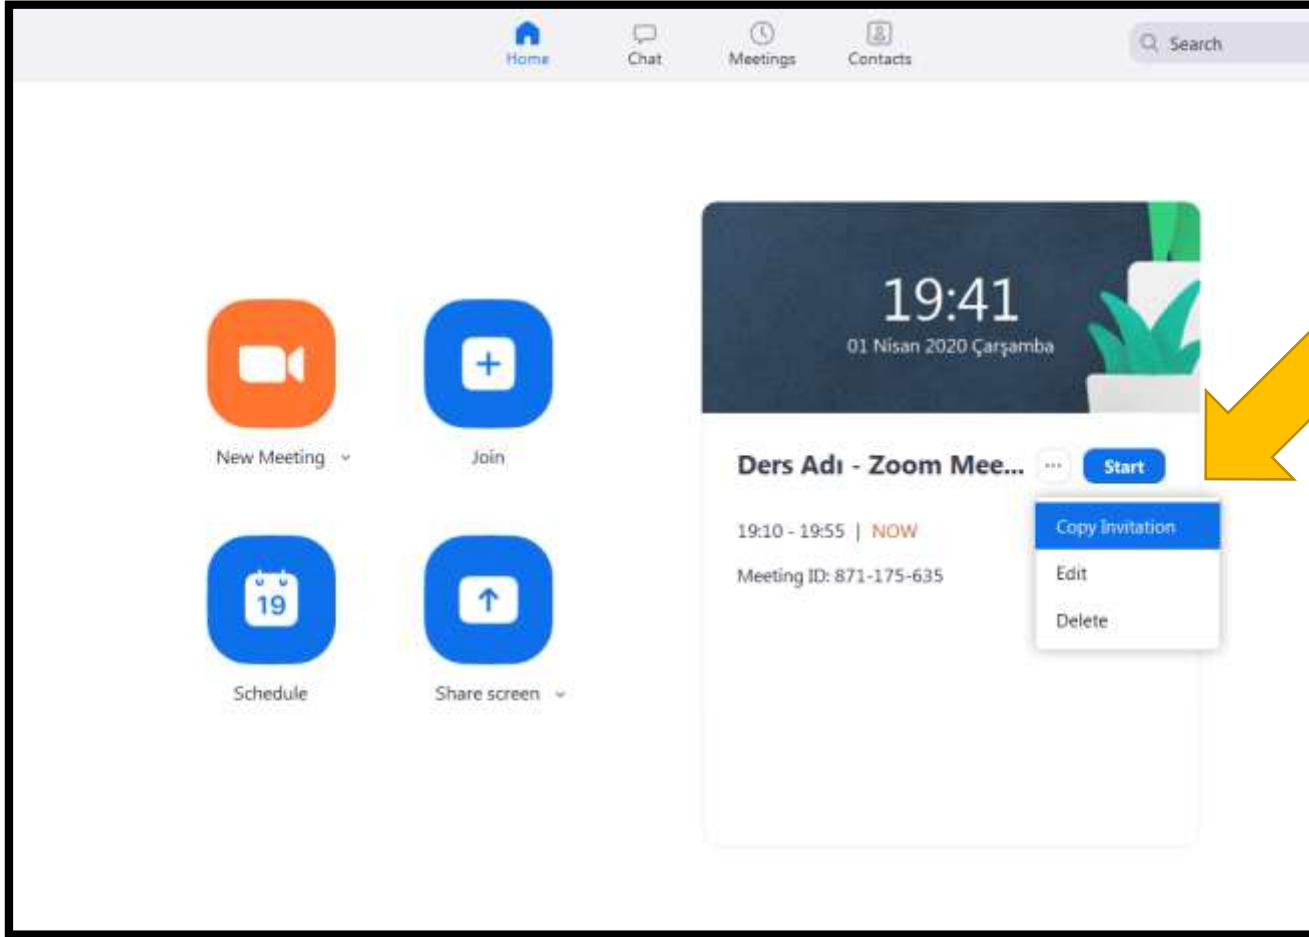 Home
Chat
Meetings
Contacts
Search
New Meeting
Join
19
Schedule
Share screen
19:41
01 Nisan 2020 Çarşamba
Ders Adı - Zoom Mee... ... Start
19:10 - 19:55 | NOW
Meeting ID: 871-175-635
Copy Invitation
Edit
Delete